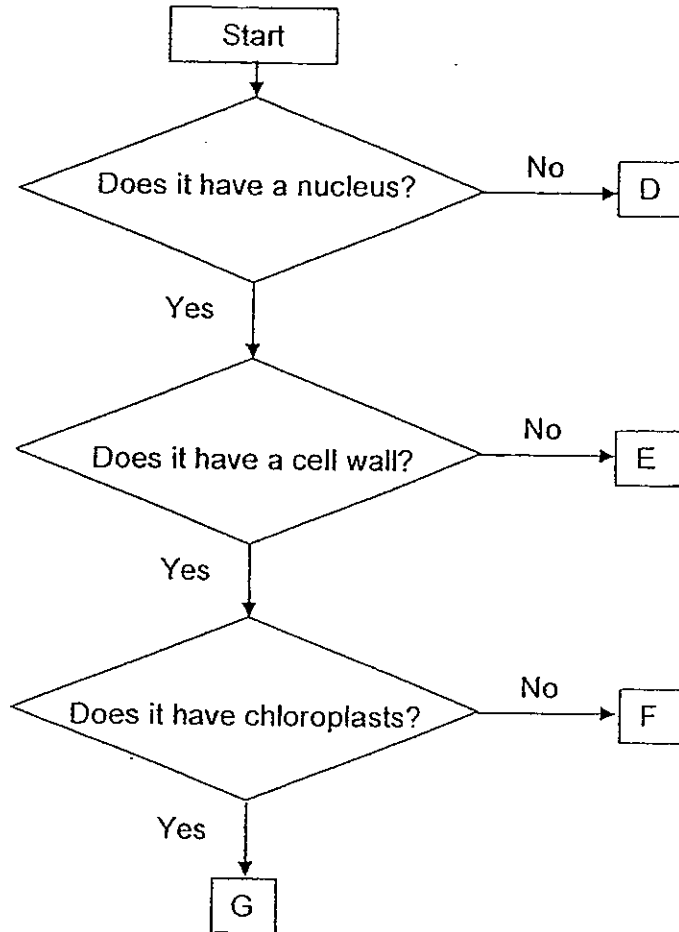 Start
Does it have a nucleus?
No
D
Yes
Does it have a cell wall?
No
E
Yes
Does it have chloroplasts?
No
F
Yes
G